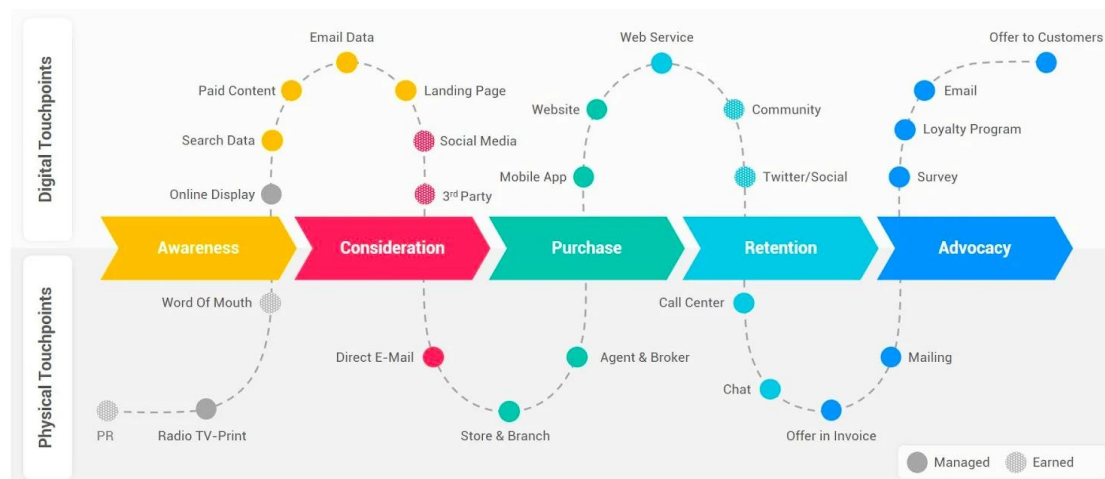 Digital Touchpoints
Email Data
Web Service
Offer to Customers
Paid Content
Landing Page
Website
Community
Email
Search Data
Social Media
Loyalty Program
Online Display
3rd Party
Mobile App
Twitter/Social
Survey
Awareness
Consideration
Purchase
Retention
Advocacy
Physical Touchpoints
Word Of Mouth
Call Center
Direct E-Mail
Agent & Broker
Mailing
Chat
PR
Radio TV-Print
Store & Branch
Offer in Invoice
Managed
Earned